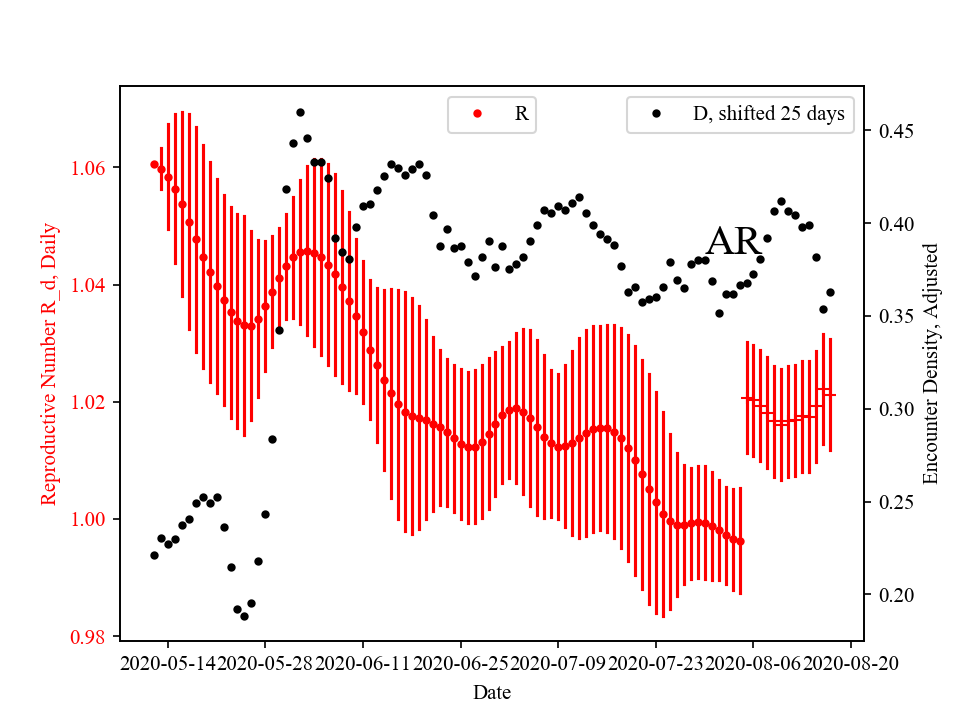 R
D, shifted 25 days
AR
Reproductive Number R_d, Daily
1.06
1.04
1.02
1.00
0.98
0.45
0.40
0.35
0.30
0.25
0.20
Encounter Density, Adjusted
2020-05-14 2020-05-28 2020-06-11 2020-06-25 2020-07-09 2020-07-23 2020-08-06 2020-08-20
Date